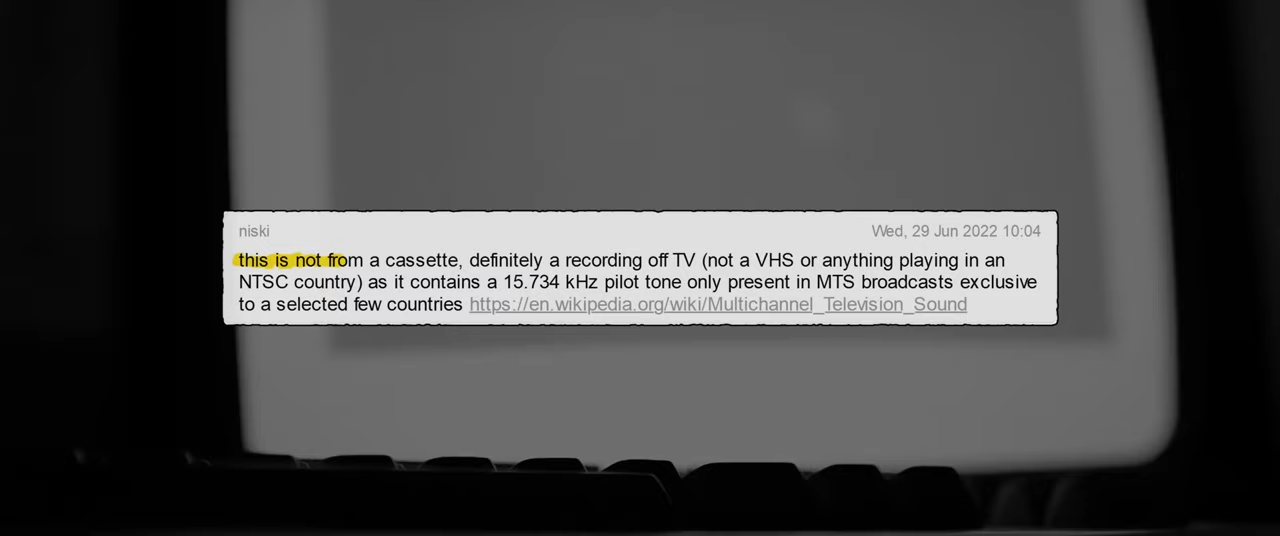 niski
Wed, 29 Jun 2022 10:04
this is not from a cassette, definitely a recording off TV (not a VHS or anything playing in an
NTSC country) as it contains a 15.734 kHz pilot tone only present in MTS broadcasts exclusive
to a selected few countries https://en.wikipedia.org/wiki/Multichannel_Television_Sound